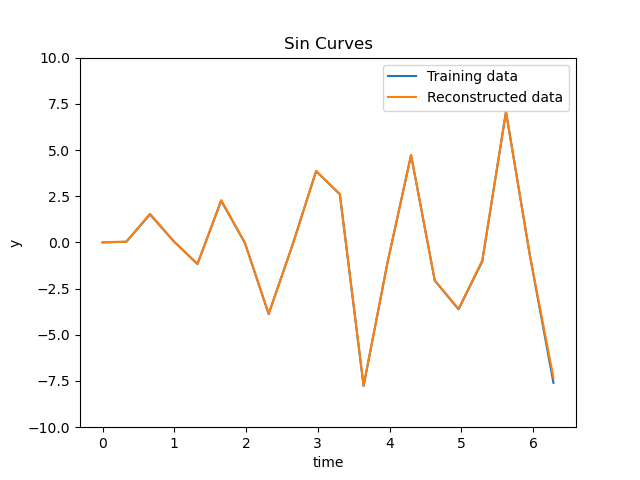 Sin Curves
Training data
Reconstructed data
10.0
7.5
5.0
2.5
0.0
−2.5
−5.0
−7.5
−10.0
y
0 1 2 3 4 5 6
time